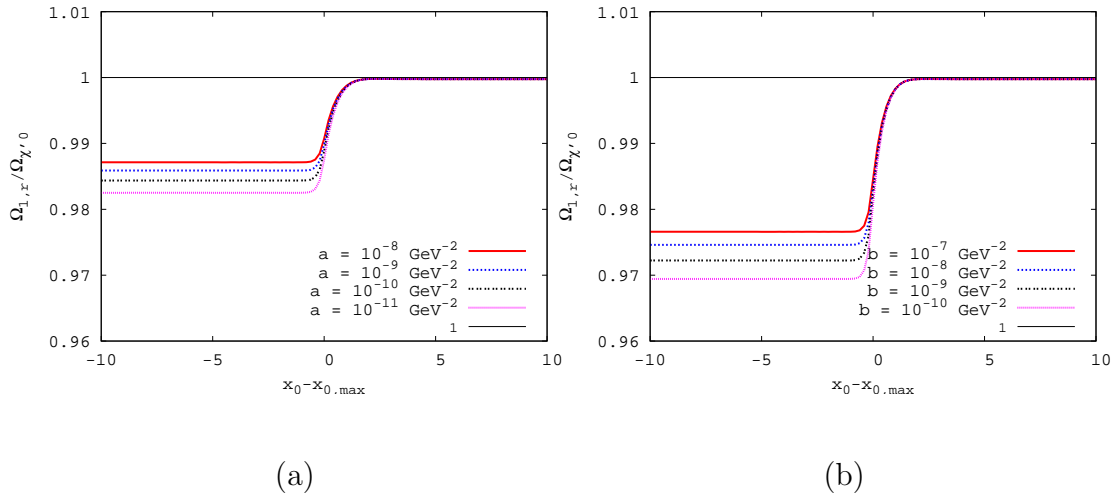 1.01
1
0.99
0.98
0.97
0.96
Ω1,r/Ωχ′0
a = 10-8 GeV-2
a = 10-9 GeV-2
a = 10-10 GeV-2
a = 10-11 GeV-2
1
-10 -5 0 5 10
x0-x0,max
(a)
1.01
1
0.99
0.98
0.97
0.96
Ω1,r/Ωχ′0
b = 10-7 GeV-2
b = 10-8 GeV-2
b = 10-9 GeV-2
b = 10-10 GeV-2
1
-10 -5 0 5 10
x0-x0,max
(b)